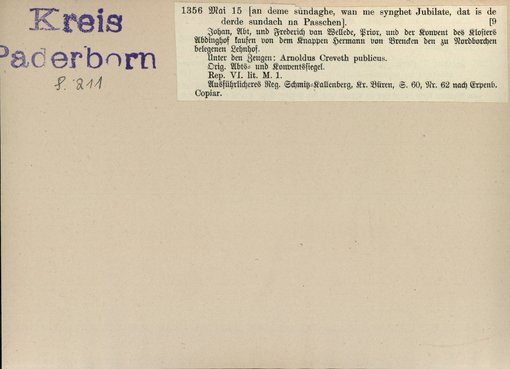 Kreis
Paderborn
S. 211
1356 Mai 15 [an deme sundaghe, wan me synghet Jubilate, dat is de
derde sundach na Passchen]. [9
Johan, Abt, und Frederich van Wellede, Prior, und der Konvent des Klosters
Abdinghof kaufen von dem Knappen Hermann von Brencken den zu Nordborchen
belegenen Lehnhof.
Unter den Zeugen: Arnoldus Creveth publicus.
Orig. Abts- und Konventssiegel.
Rep. VI. lit. M. 1.
Ausführlicheres Reg. Schmitz-Kallenberg, Kr. Büren, S. 60, Nr. 62 nach Erpenb.
Copiar.